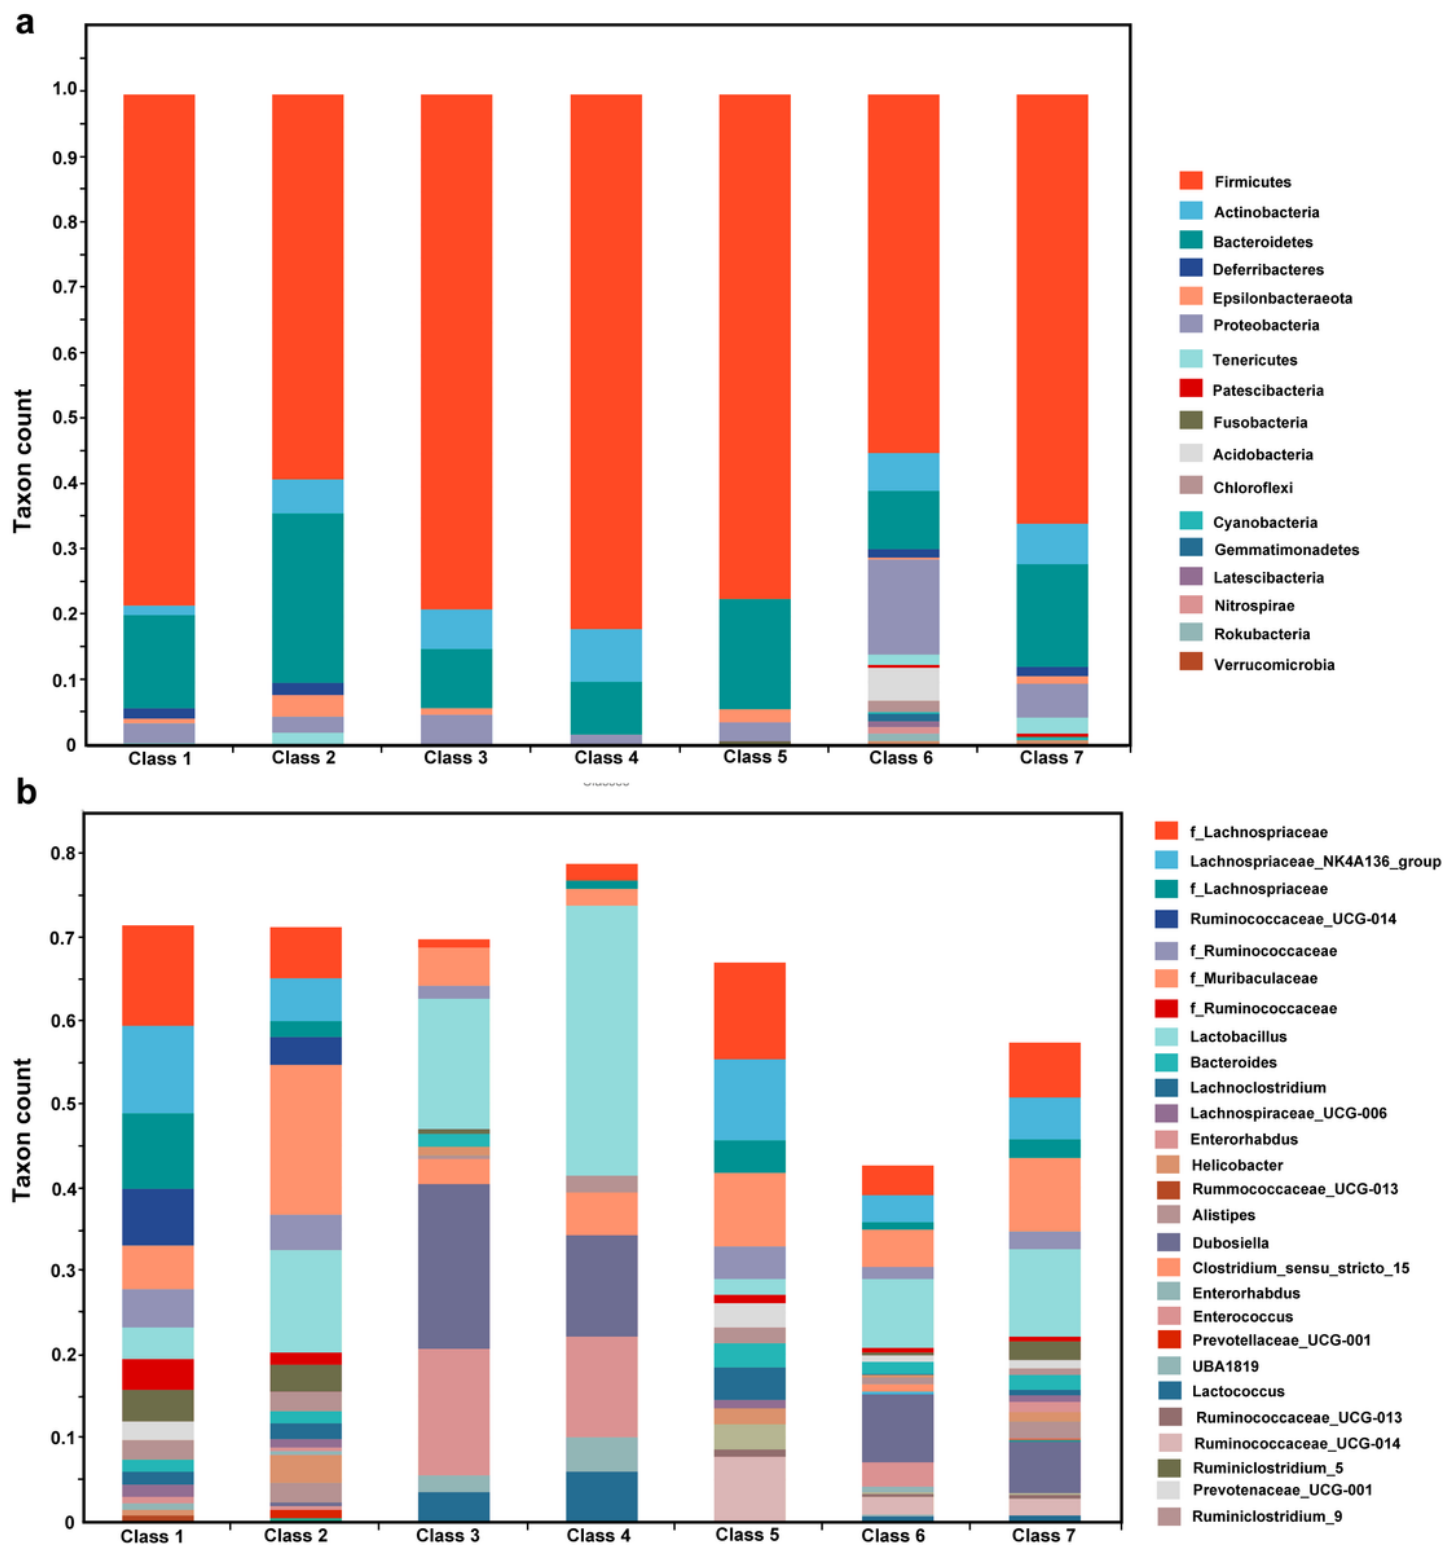 a
1.0
0.9
0.8
0.7
0.6
0.5
0.4
0.3
0.2
0.1
0
Taxon count
Class 1
Class 2
Class 3
Class 4
Class 5
Class 6
Class 7
Firmicutes
Actinobacteria
Bacteroidetes
Deferribacteres
Epsilonbacteraeota
Proteobacteria
Tenericutes
Patescibacteria
Fusobacteria
Acidobacteria
Chloroflexi
Cyanobacteria
Gemmatimonadetes
Latescibacteria
Nitrospirae
Rokubacteria
Verrucomicrobia
b
0.8
0.7
0.6
0.5
0.4
0.3
0.2
0.1
0
Taxon count
Class 1
Class 2
Class 3
Class 4
Class 5
Class 6
Class 7
f_Lachnospriaceae
Lachnospriaceae_NK4A136_group
f_Lachnospriaceae
Ruminococcaceae_UCG-014
f_Ruminococcaceae
f_Muribaculaceae
f_Ruminococcaceae
Lactobacillus
Bacteroides
Lachnoclostridium
Lachnospiraceae_UCG-006
Enterorhabdus
Helicobacter
Rummococcaceae_UCG-013
Alistipes
Dubosiella
Clostridium_sensu_stricto_15
Enterorhabdus
Enterococcus
Prevotellaceae_UCG-001
UBA1819
Lactococcus
Ruminococcaceae_UCG-013
Ruminococcaceae_UCG-014
Ruminiclostridium_5
Prevotenaceae_UCG-001
Ruminiclostridium_9